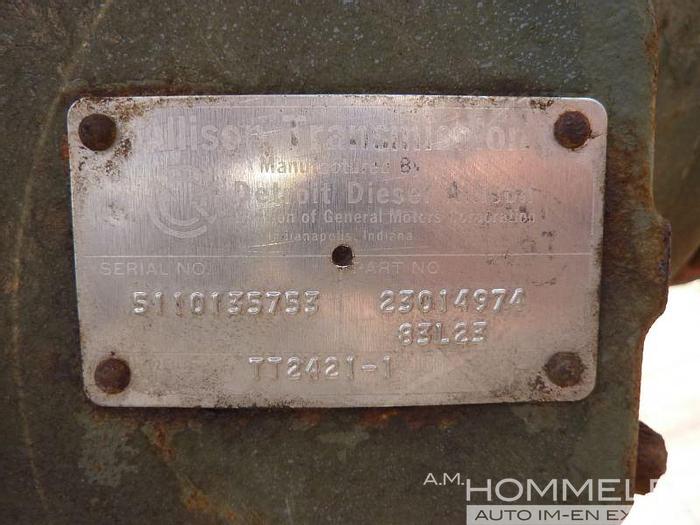 Allison Transmission
Manufactured By
Detroit Diesel Allison
Division of General Motors Corporation
Indianapolis, Indiana
SERIAL NO. PART NO
5110135753 23014974
83L23
TT2421-1
A.M. HOMMEL
AUTO IM-EN EX